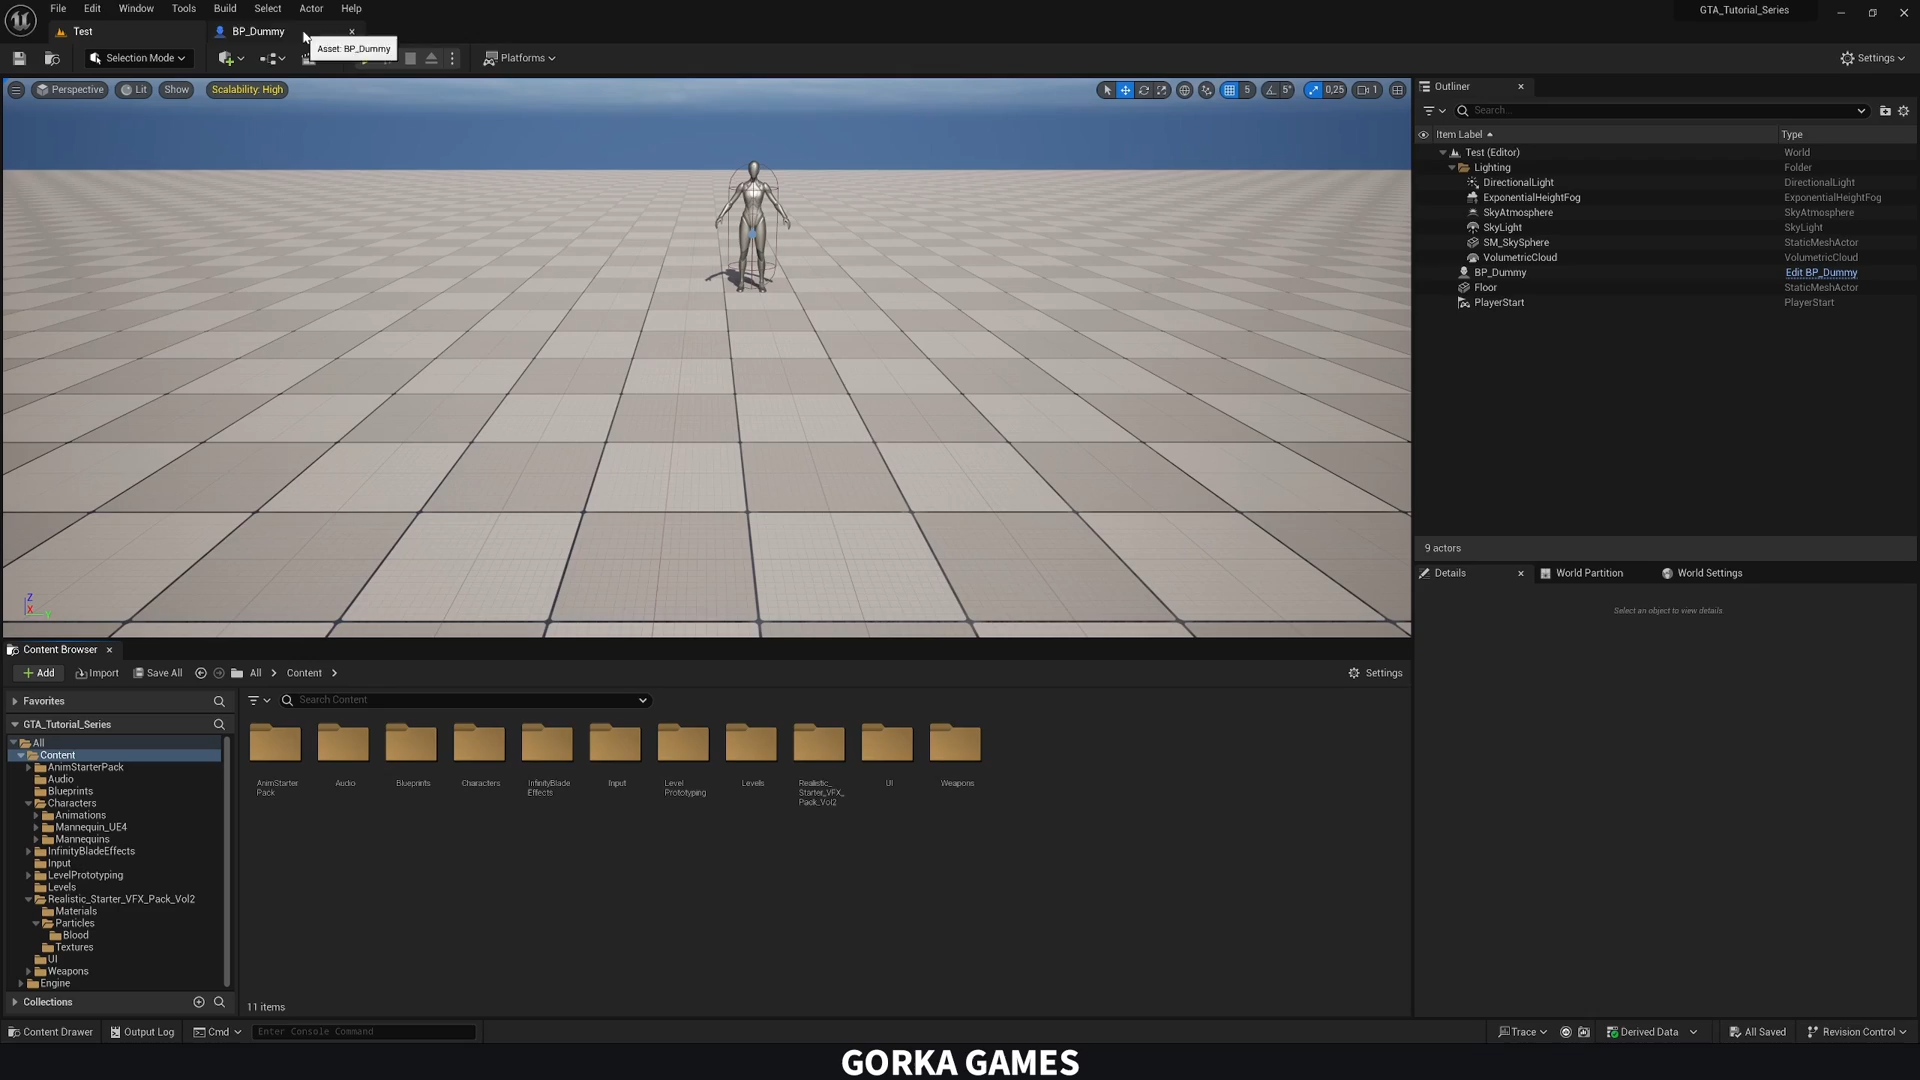 File Edit Window Tools Build Select Actor Help
GTA_Tutorial_Series
Test
BP_Dummy
Asset: BP_Dummy
Selection Mode
Platforms
Settings
Perspective
Lit
Show
Scalability: High
5
5°
0,25
1
Outliner
Search...
Item Label
Type
Test (Editor) World
Lighting Folder
DirectionalLight DirectionalLight
ExponentialHeightFog ExponentialHeightFog
SkyAtmosphere SkyAtmosphere
SkyLight SkyLight
SM_SkySphere StaticMeshActor
VolumetricCloud VolumetricCloud
BP_Dummy Edit BP_Dummy
Floor StaticMeshActor
PlayerStart PlayerStart
9 actors
Details
World Partition
World Settings
Select an object to view details.
Z
X
Y
Content Browser
Add
Import
Save All
All
Content
Settings
Favorites
Search Content
GTA_Tutorial_Series
All
Content
AnimStarterPack
Audio
Blueprints
Characters
Animations
Mannequin_UE4
Mannequins
InfinityBladeEffects
Input
LevelPrototyping
Levels
Realistic_Starter_VFX_Pack_Vol2
Materials
Particles
Blood
Textures
UI
Weapons
Engine
Collections
AnimStarter
Pack
Audio
Blueprints
Characters
InfinityBlade
Effects
Input
Level
Prototyping
Levels
Realistic_
Starter_VFX_
Pack_Vol2
UI
Weapons
11 items
Content Drawer
Output Log
Cmd
Enter Console Command
Trace
Derived Data
All Saved
Revision Control
GORKA GAMES